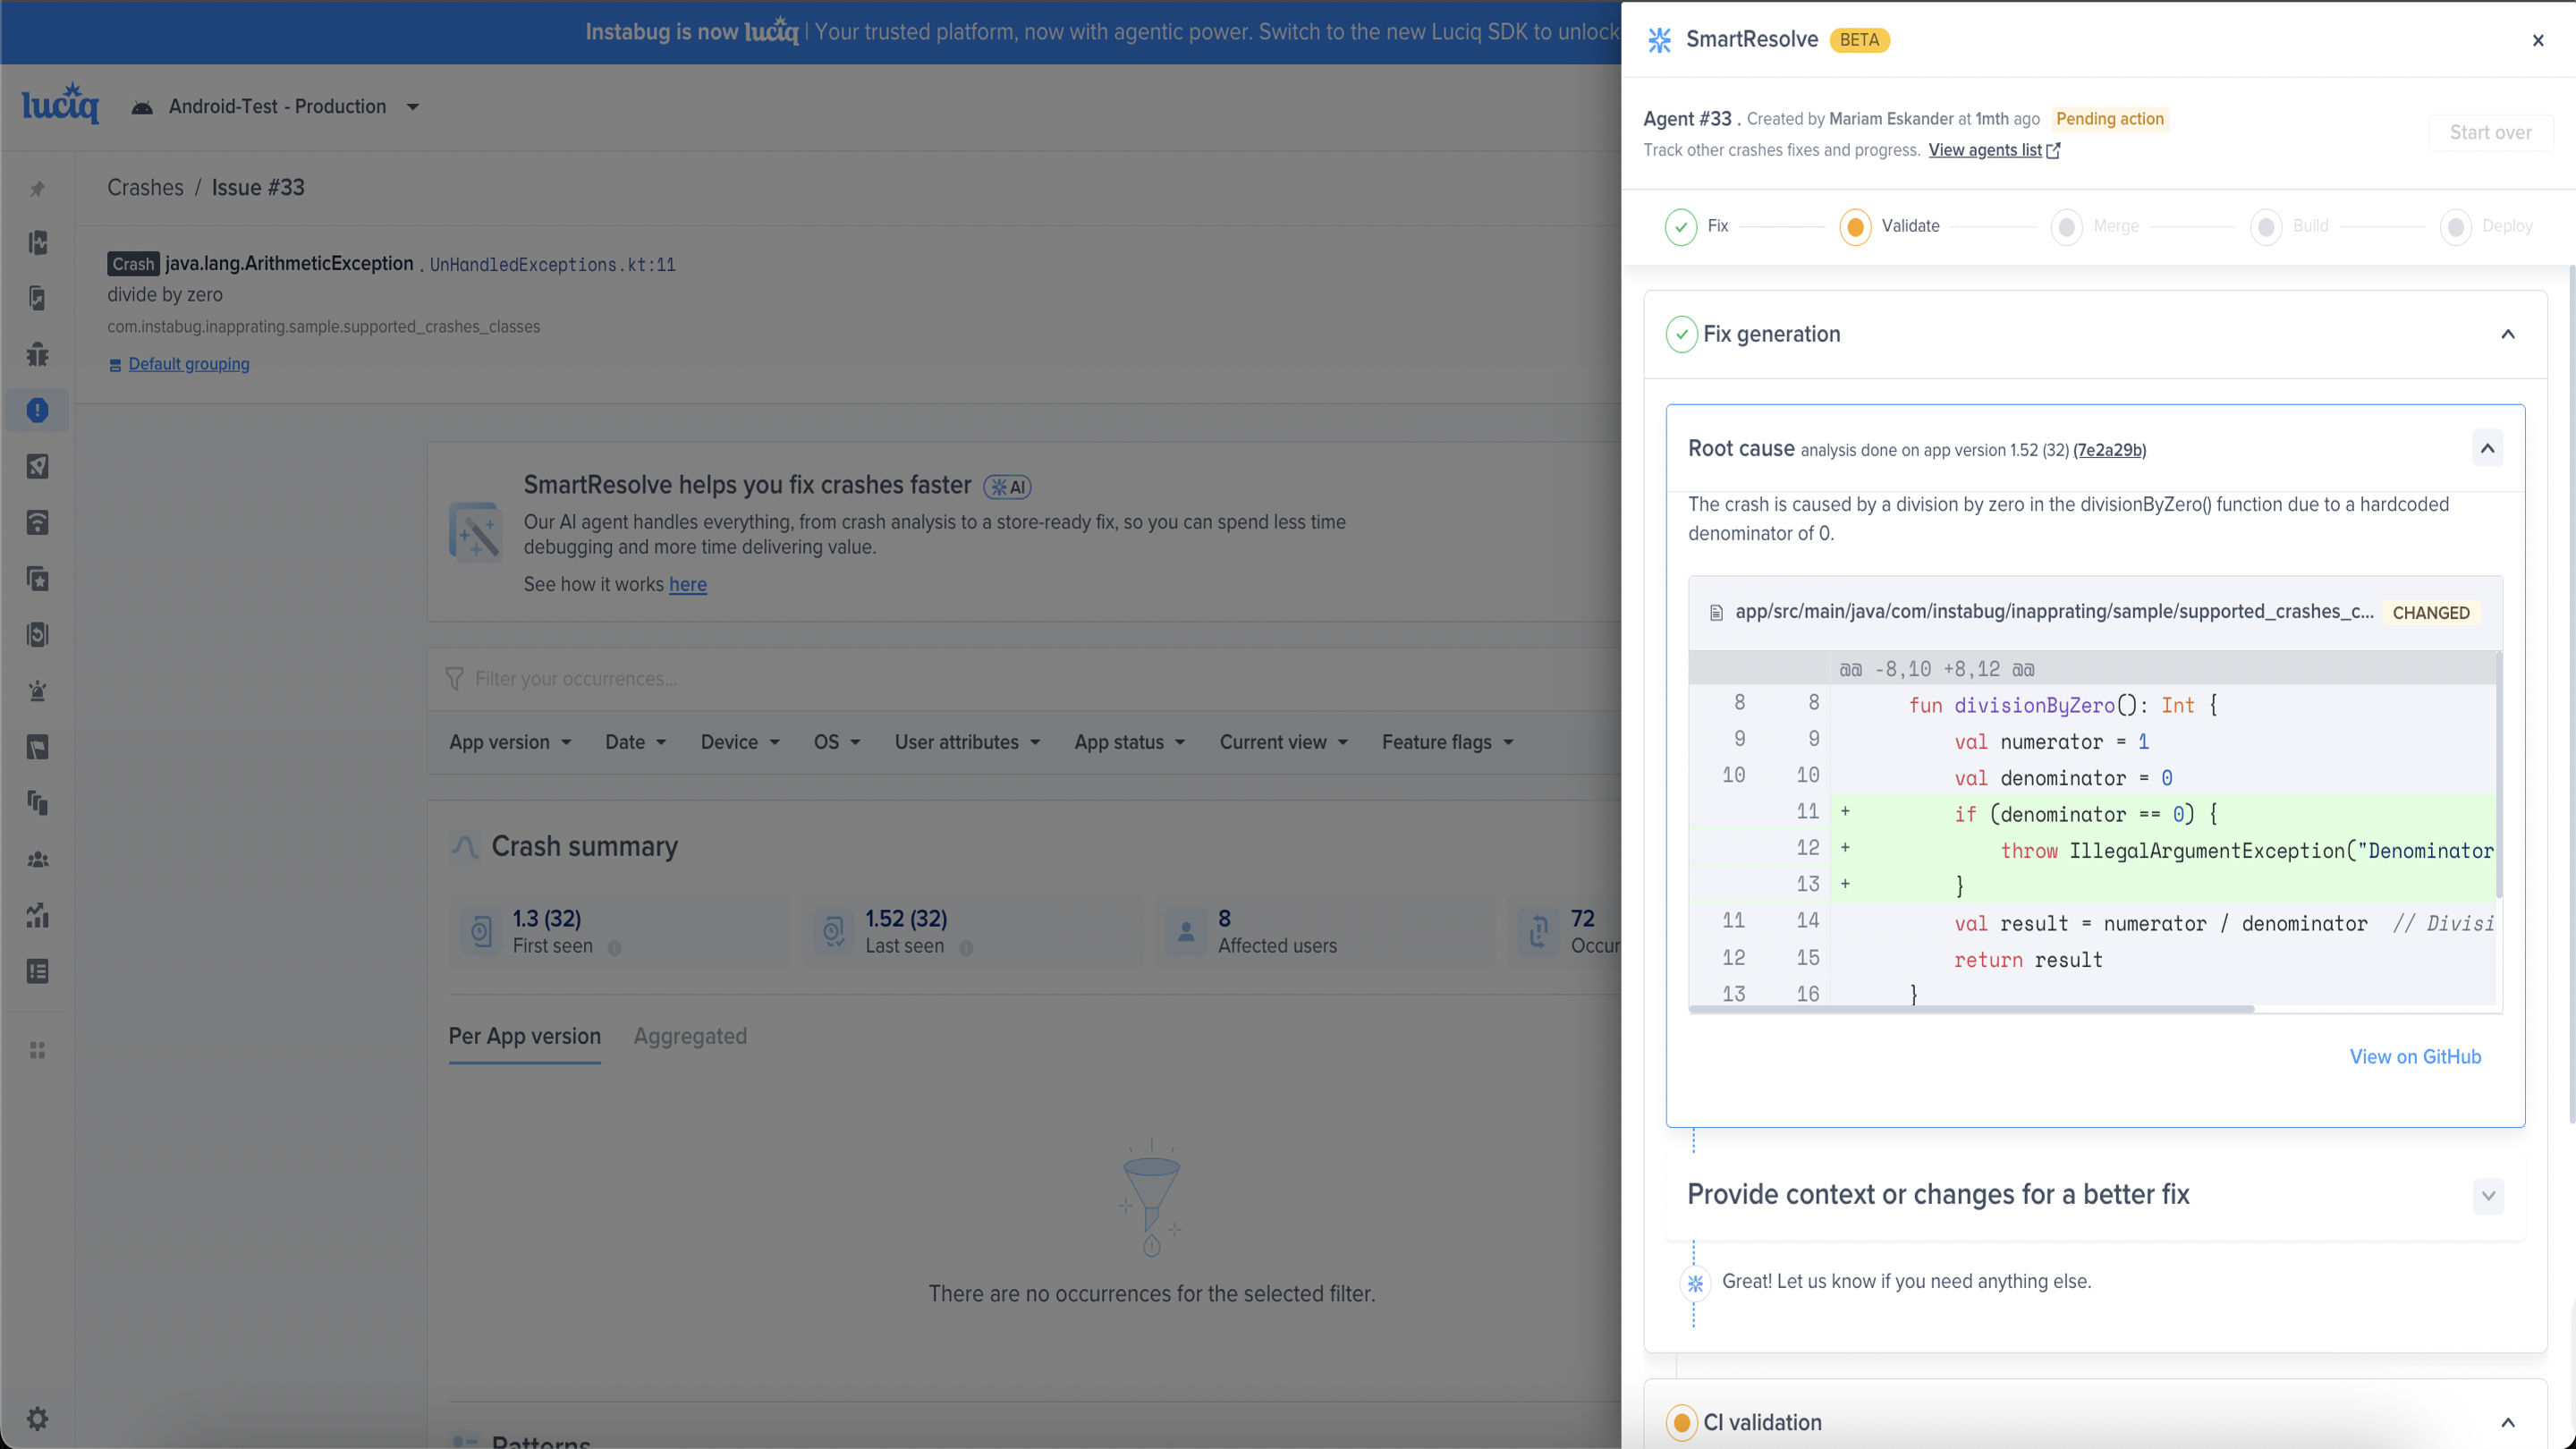 Instabug is now luciq | Your trusted platform, now with agentic power. Switch to the new Luciq SDK to unlock
luciq
Android-Test - Production
Crashes / Issue #33
Crash java.lang.ArithmeticException . UnHandledExceptions.kt:11
divide by zero
com.instabug.inapprating.sample.supported_crashes_classes
Default grouping
SmartResolve helps you fix crashes faster AI
Our AI agent handles everything, from crash analysis to a store-ready fix, so you can spend less time
debugging and more time delivering value.
See how it works here
Filter your occurrences...
App version Date Device OS User attributes App status Current view Feature flags
Crash summary
1.3 (32)
First seen
1.52 (32)
Last seen
8
Affected users
72
Occur
Per App version Aggregated
There are no occurrences for the selected filter.
Patterns
SmartResolve BETA
Agent #33 . Created by Mariam Eskander at 1mth ago Pending action
Start over
Track other crashes fixes and progress. View agents list
Fix Validate Merge Build Deploy
Fix generation
Root cause analysis done on app version 1.52 (32) (7e2a29b)
The crash is caused by a division by zero in the divisionByZero() function due to a hardcoded
denominator of 0.
app/src/main/java/com/instabug/inapprating/sample/supported_crashes_c... CHANGED
@@ -8,10 +8,12 @@
8 8 fun divisionByZero(): Int {
9 9 val numerator = 1
10 10 val denominator = 0
11 + if (denominator == 0) {
12 + throw IllegalArgumentException("Denominator
13 + }
11 14 val result = numerator / denominator // Divisi
12 15 return result
13 16 }
View on GitHub
Provide context or changes for a better fix
Great! Let us know if you need anything else.
CI validation